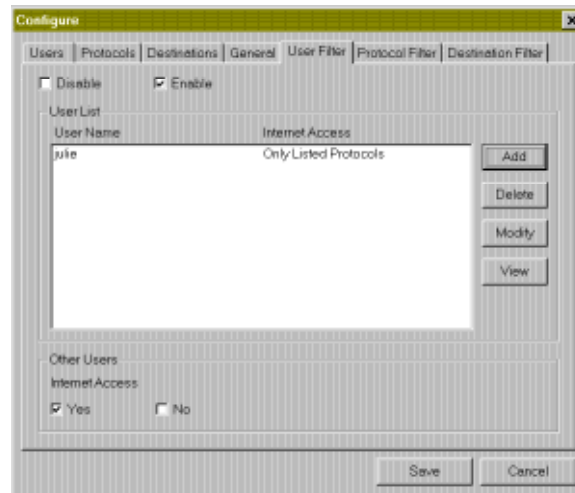 Configure
Users Protocols Destinations General User Filter Protocol Filter Destination Filter
Disable Enable
User List
User Name Internet Access
julie Only Listed Protocols
Add
Delete
Modify
View
Other Users
Internet Access
Yes No
Save Cancel